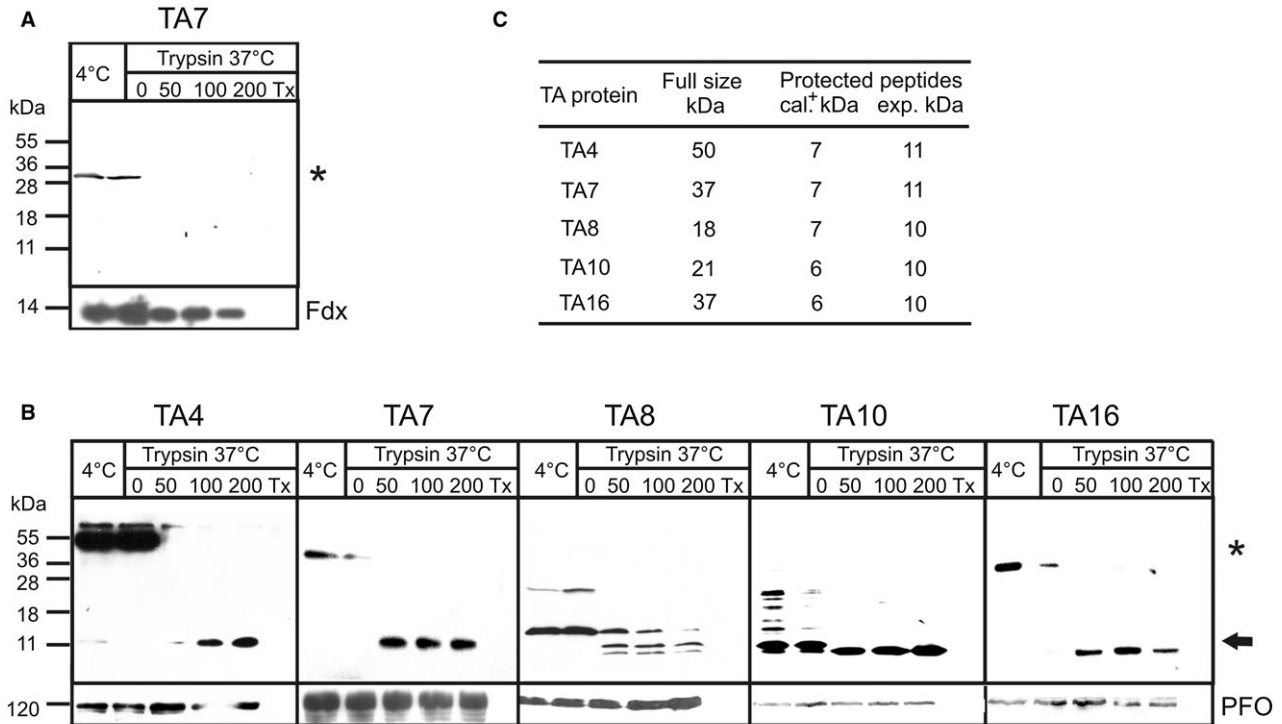 A
TA7
4°C
Trypsin 37°C
0 50 100 200 Tx
kDa
55
36
28
18
11
*
14
Fdx
C
TA protein Full size kDa Protected peptides cal.+ kDa exp. kDa
TA4 50 7 11
TA7 37 7 11
TA8 18 7 10
TA10 21 6 10
TA16 37 6 10
B
TA4 TA7 TA8 TA10 TA16
4°C Trypsin 37°C 4°C Trypsin 37°C 4°C Trypsin 37°C 4°C Trypsin 37°C 4°C Trypsin 37°C
0 50 100 200 Tx 0 50 100 200 Tx 0 50 100 200 Tx 0 50 100 200 Tx 0 50 100 200 Tx
kDa
55
36
28
18
11
*
120
PFO